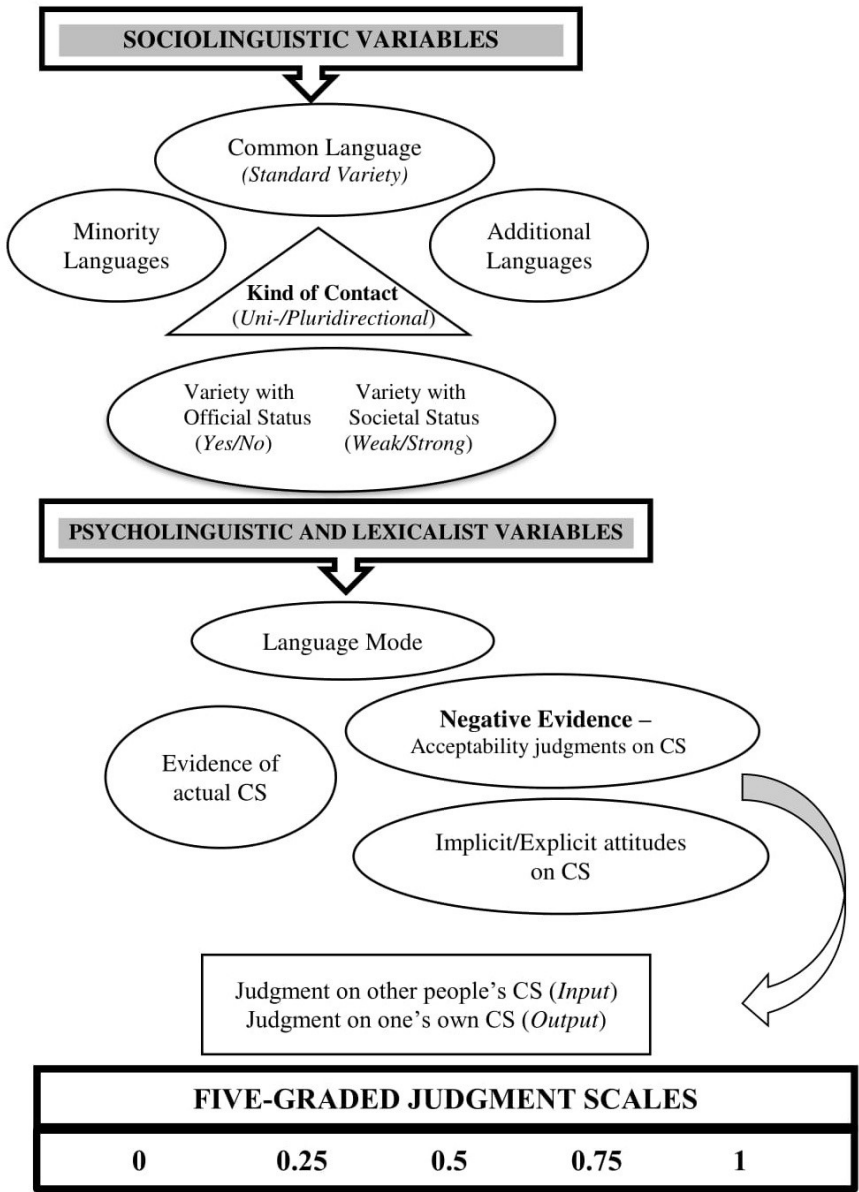 SOCIOLINGUISTIC VARIABLES
Common Language
(Standard Variety)
Minority
Languages
Additional
Languages
Kind of Contact
(Uni-/Pluridirectional)
Variety with
Official Status
(Yes/No)
Variety with
Societal Status
(Weak/Strong)
PSYCHOLINGUISTIC AND LEXICALIST VARIABLES
Language Mode
Negative Evidence –
Acceptability judgments on CS
Evidence of
actual CS
Implicit/Explicit attitudes
on CS
Judgment on other people’s CS (Input)
Judgment on one’s own CS (Output)
FIVE-GRADED JUDGMENT SCALES
0 0.25 0.5 0.75 1